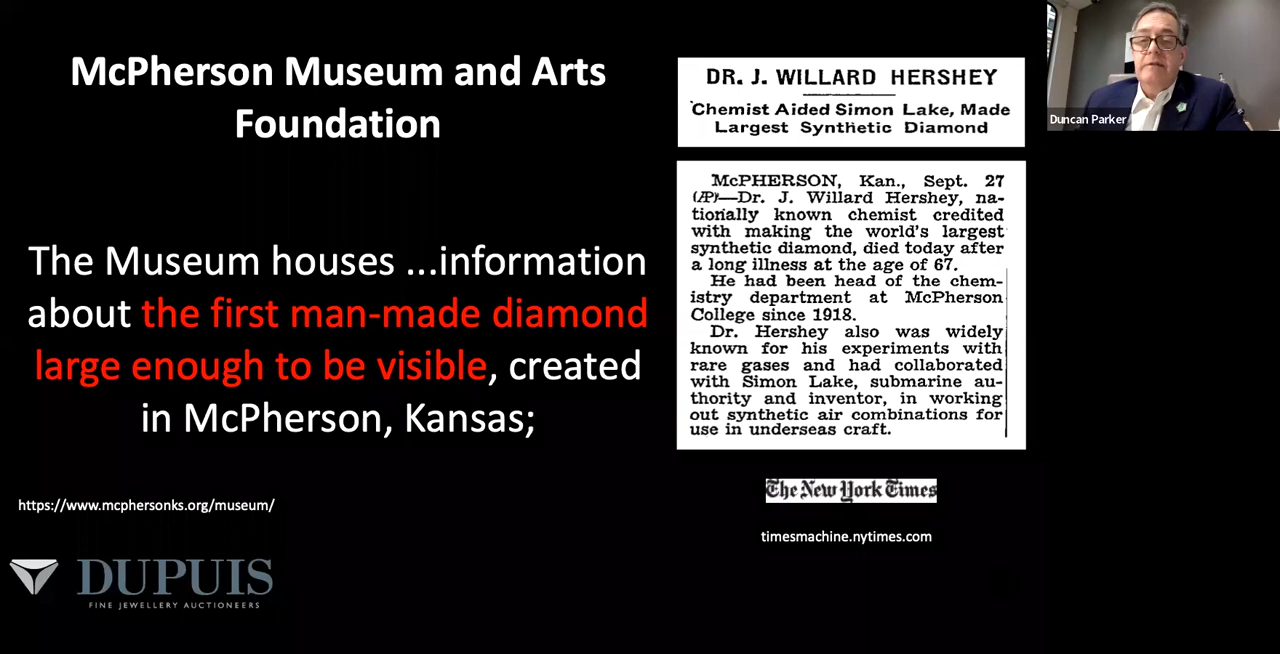 McPherson Museum and Arts
Foundation
The Museum houses ...information
about the first man-made diamond
large enough to be visible, created
in McPherson, Kansas;
https://www.mcphersonks.org/museum/
DUPUIS
FINE JEWELLERY AUCTIONEERS
DR. J. WILLARD HERSHEY
Chemist Aided Simon Lake, Made
Largest Synthetic Diamond
McPHERSON, Kan., Sept. 27
(AP)—Dr. J. Willard Hershey, na-
tionally known chemist credited
with making the world's largest
synthetic diamond, died today after
a long illness at the age of 67.
He had been head of the chem-
istry department at McPherson
College since 1918.
Dr. Hershey also was widely
known for his experiments with
rare gases and had collaborated
with Simon Lake, submarine au-
thority and inventor, in working
out synthetic air combinations for
use in undersea craft.
The New York Times
timesmachine.nytimes.com
Duncan Parker